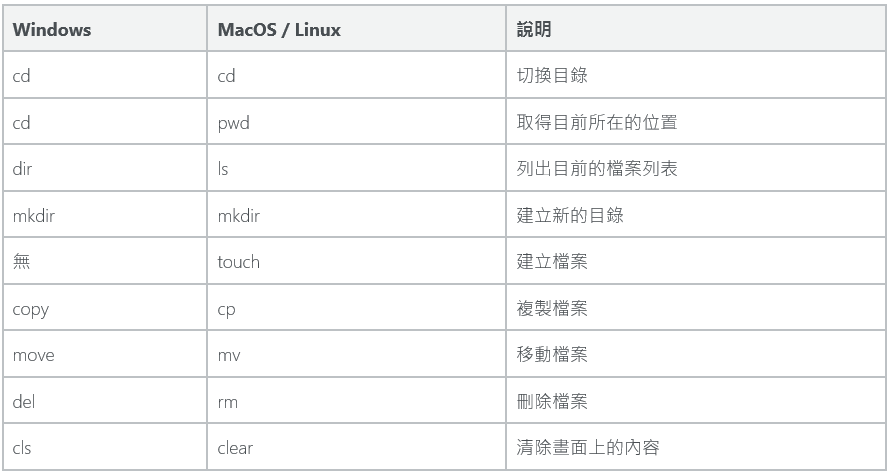 Windows MacOS / Linux 說明
cd cd 切換目錄
cd pwd 取得目前所在的位置
dir ls 列出目前的檔案列表
mkdir mkdir 建立新的目錄
無 touch 建立檔案
copy cp 複製檔案
move mv 移動檔案
del rm 刪除檔案
cls clear 清除畫面上的內容